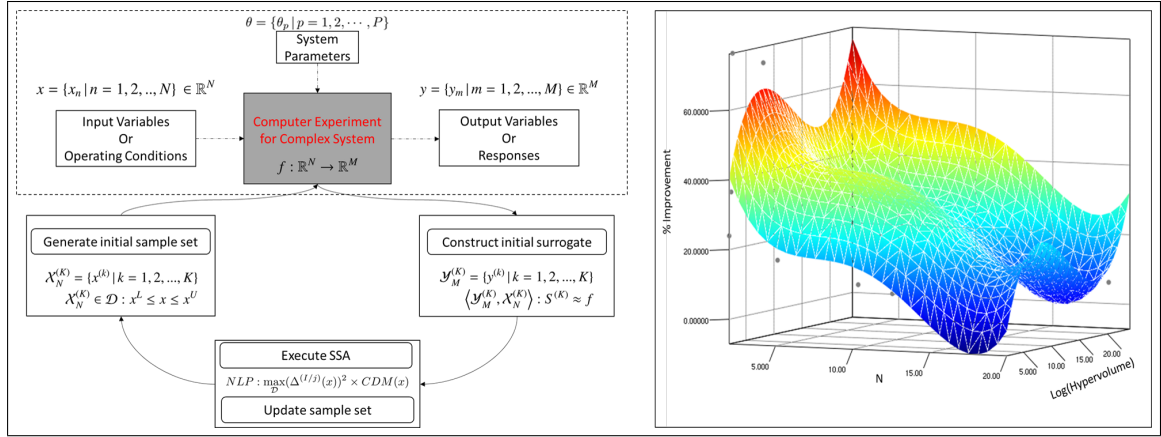 θ = {θ_p | p = 1, 2, ⋯, P}
System
Parameters
x = {x_n | n = 1, 2, .., N} ∈ ℝ^N
y = {y_m | m = 1, 2, ..., M} ∈ ℝ^M
Input Variables
Or
Operating Conditions
Computer Experiment
for Complex System
f : ℝ^N → ℝ^M
Output Variables
Or
Responses
Generate initial sample set
𝒳_N^(K) = {x^(k) | k = 1, 2, ..., K}
𝒳_N^(K) ∈ 𝒟 : x^L ≤ x ≤ x^U
Construct initial surrogate
𝒴_M^(K) = {y^(k) | k = 1, 2, ..., K}
⟨𝒴_M^(K), 𝒳_N^(K)⟩ : S^(K) ≈ f
Execute SSA
NLP : max_𝒟 (Δ^(I/j)(x))² × CDM(x)
Update sample set
% Improvement
60.0000
40.0000
20.0000
0.00000
5.000
10.00
15.00
20.00
N
5.000
10.00
15.00
20.00
Log(Hypervolume)